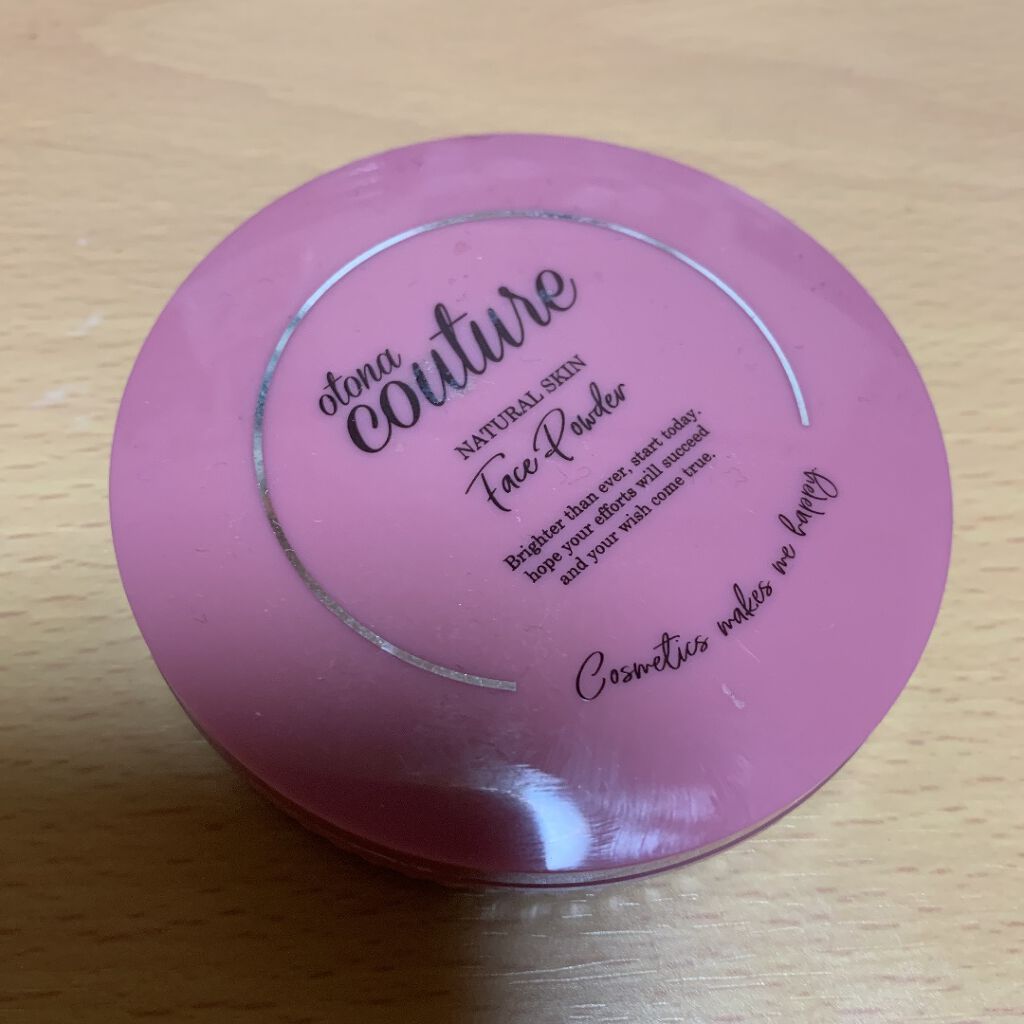 otona
couture
NATURAL SKIN
Face Powder
Brighter than ever, start today.
hope your efforts will succeed
and your wish come true.
Cosmetics makes me happy